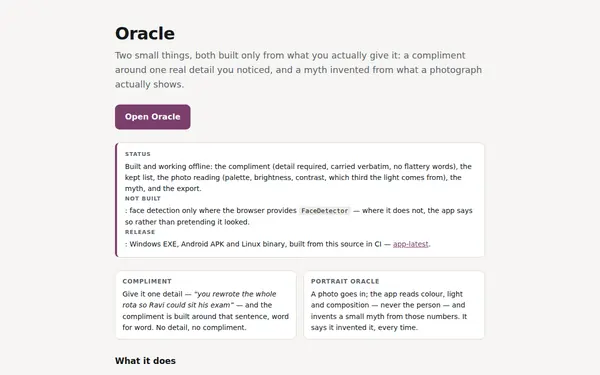 Oracle
Two small things, both built only from what you actually give it: a compliment
around one real detail you noticed, and a myth invented from what a photograph
actually shows.
Open Oracle
STATUS
Built and working offline: the compliment (detail required, carried verbatim, no flattery words), the
kept list, the photo reading (palette, brightness, contrast, which third the light comes from), the
myth, and the export.
NOT BUILT
: face detection only where the browser provides FaceDetector — where it does not, the app says
so rather than pretending it looked.
RELEASE
: Windows EXE, Android APK and Linux binary, built from this source in CI — app-latest.
COMPLIMENT
Give it one detail — “you rewrote the whole
rota so Ravi could sit his exam” — and the
compliment is built around that sentence, word
for word. No detail, no compliment.
PORTRAIT ORACLE
A photo goes in; the app reads colour, light
and composition — never the person — and
invents a small myth from those numbers. It
says it invented it, every time.
What it does